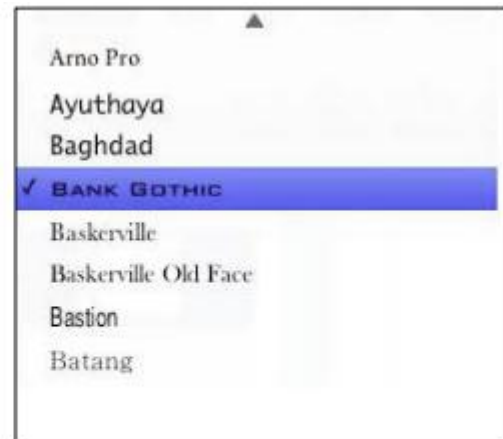 Arno Pro
Ayuthaya
Baghdad
✓ BANK GOTHIC
Baskerville
Baskerville Old Face
Bastion
Batang